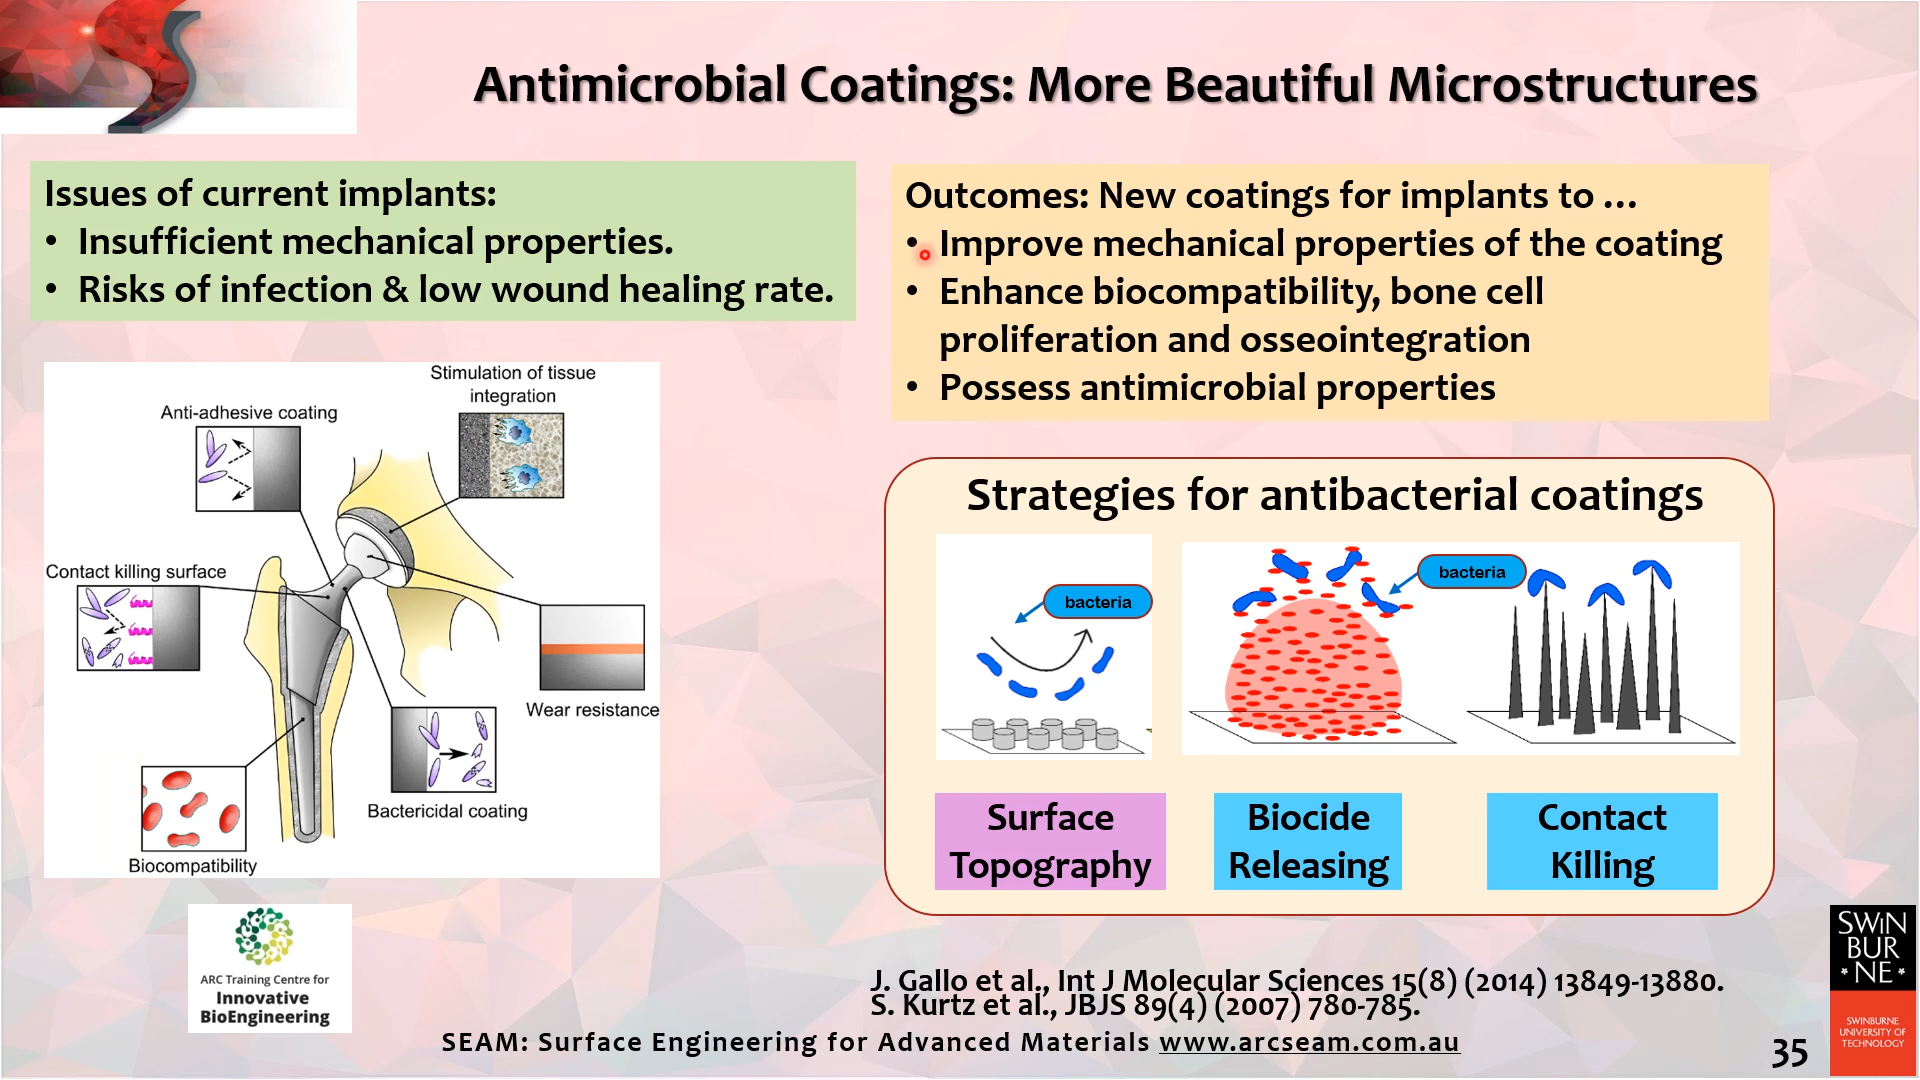 Antimicrobial Coatings: More Beautiful Microstructures
Issues of current implants:
• Insufficient mechanical properties.
• Risks of infection & low wound healing rate.
Outcomes: New coatings for implants to ...
• Improve mechanical properties of the coating
• Enhance biocompatibility, bone cell
proliferation and osseointegration
• Possess antimicrobial properties
Stimulation of tissue
integration
Anti-adhesive coating
Contact killing surface
Wear resistance
Bactericidal coating
Biocompatibility
Strategies for antibacterial coatings
bacteria
bacteria
Surface
Topography
Biocide
Releasing
Contact
Killing
ARC Training Centre for
Innovative
BioEngineering
J. Gallo et al., Int J Molecular Sciences 15(8) (2014) 13849-13880.
S. Kurtz et al., JBJS 89(4) (2007) 780-785.
SEAM: Surface Engineering for Advanced Materials www.arcseam.com.au
35
SWIN
BUR
*NE*
SWINBURNE
UNIVERSITY OF
TECHNOLOGY